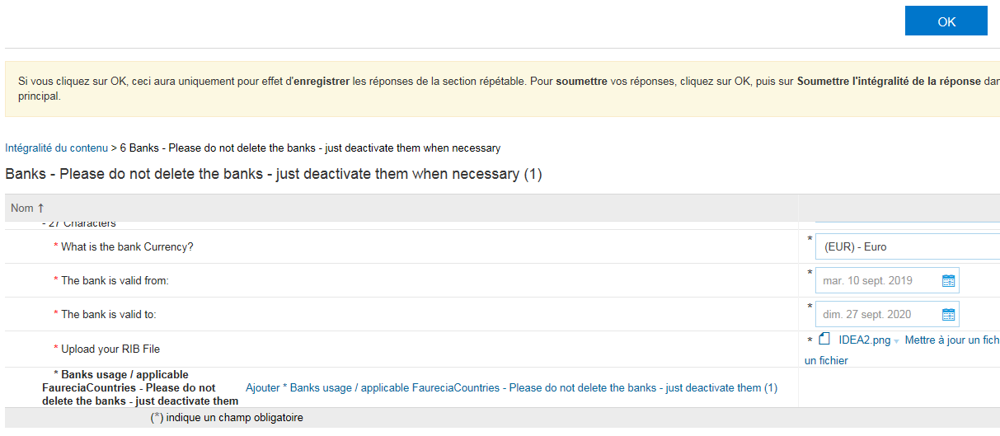 OK
Si vous cliquez sur OK, ceci aura uniquement pour effet d'enregistrer les réponses de la section répétable. Pour soumettre vos réponses, cliquez sur OK, puis sur Soumettre l'intégralité de la réponse dan
principal.
Intégralité du contenu > 6 Banks - Please do not delete the banks - just deactivate them when necessary
Banks - Please do not delete the banks - just deactivate them when necessary (1)
Nom ↑
- 27 Characters
* What is the bank Currency?
* (EUR) - Euro
* The bank is valid from:
* mar. 10 sept. 2019
* The bank is valid to:
* dim. 27 sept. 2020
* Upload your RIB File
* IDEA2.png Mettre à jour un fich
un fichier
* Banks usage / applicable
FaureciaCountries - Please do not
delete the banks - just deactivate them
Ajouter * Banks usage / applicable FaureciaCountries - Please do not delete the banks - just deactivate them (1)
(*) indique un champ obligatoire